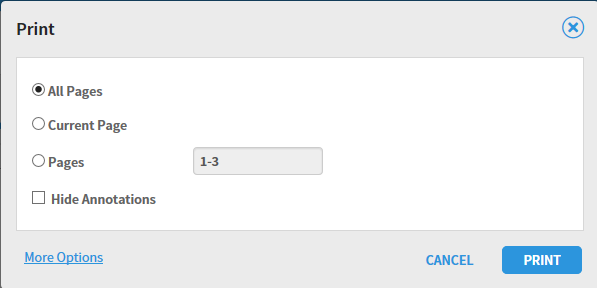 Print
All Pages
Current Page
Pages 1-3
Hide Annotations
More Options CANCEL PRINT